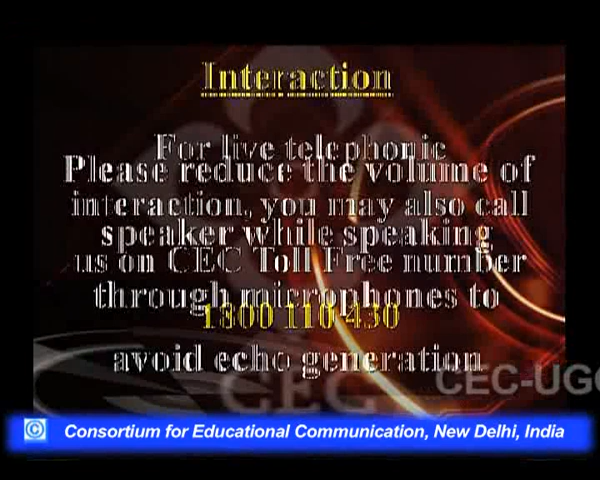 Interaction
For live telephonic
Please reduce the volume of
interaction, you may also call
speaker while speaking
us on CEC Toll Free number
through microphones to
1800 110 430
avoid echo generation
CEC
CEC-UGC
© Consortium for Educational Communication, New Delhi, India